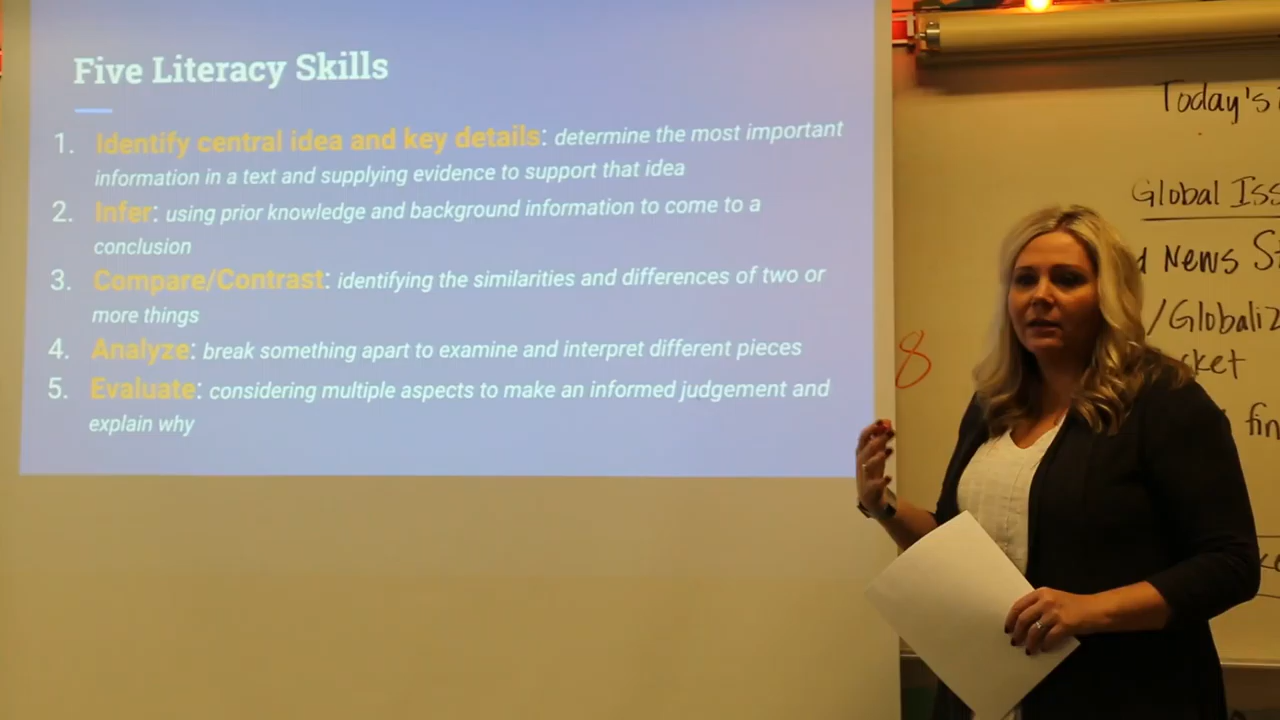 Five Literacy Skills
1. Identify central idea and key details: determine the most important
information in a text and supplying evidence to support that idea
2. Infer: using prior knowledge and background information to come to a
conclusion
3. Compare/Contrast: identifying the similarities and differences of two or
more things
4. Analyze: break something apart to examine and interpret different pieces
5. Evaluate: considering multiple aspects to make an informed judgement and
explain why
Today's
Global
News
8